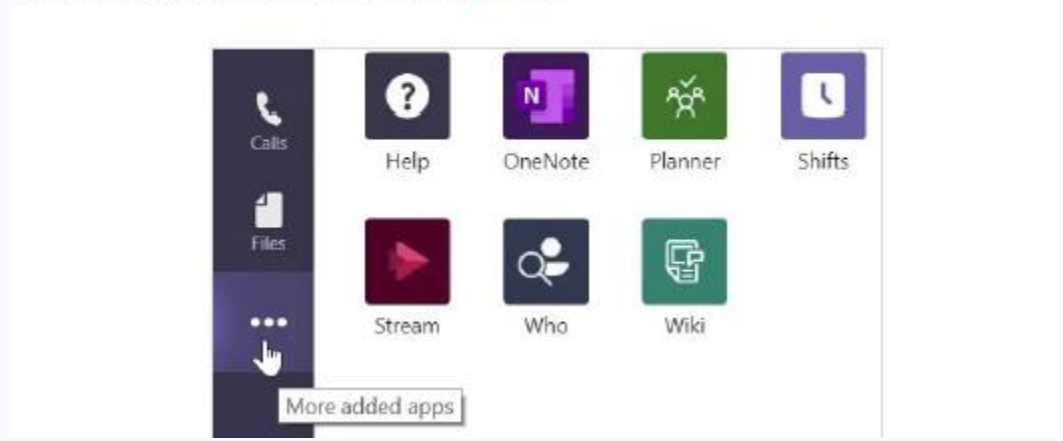 Calls
Help OneNote Planner Shifts
Files
Stream Who Wiki
More added apps